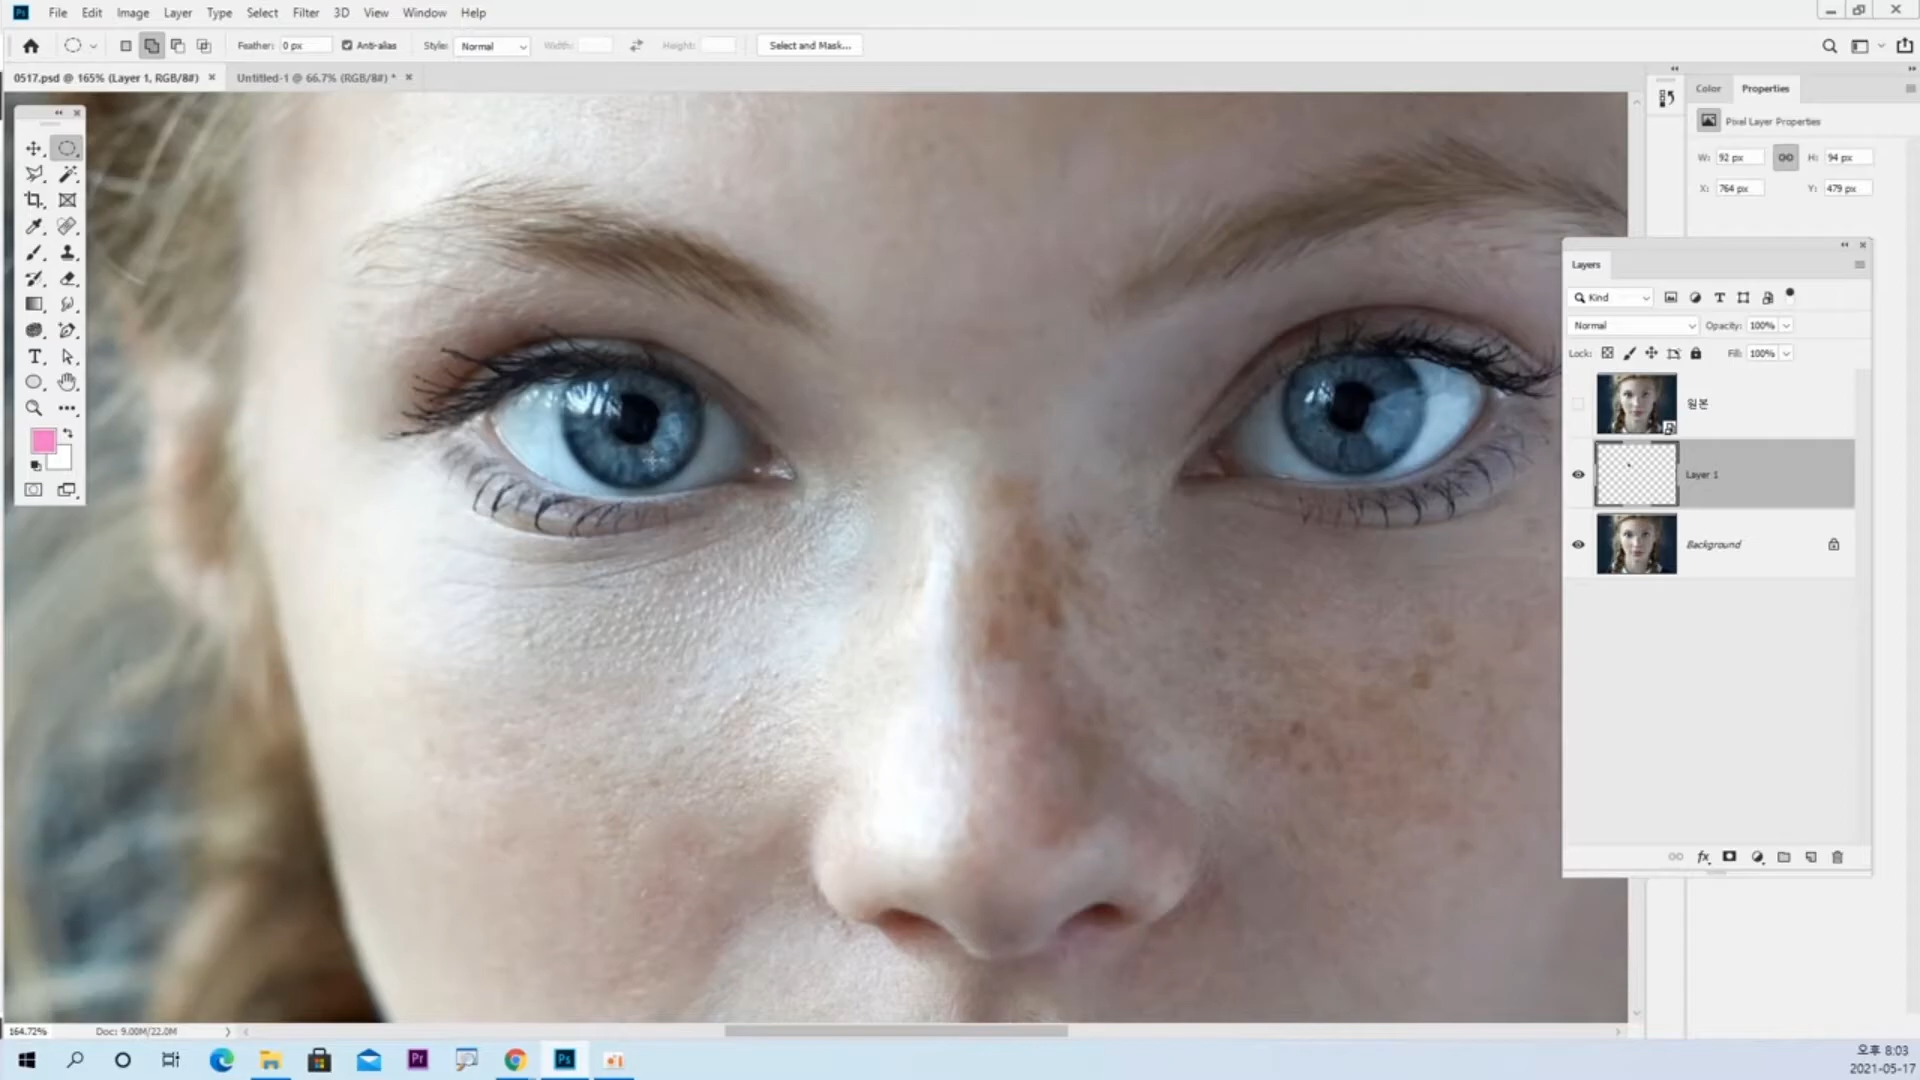 Ps File Edit Image Layer Type Select Filter 3D View Window Help
Feather: 0 px Anti-alias Style: Normal Width: Height: Select and Mask...
0517.psd @ 165% (Layer 1, RGB/8#) × Untitled-1 @ 66.7% (RGB/8#) * ×
Color Properties
Pixel Layer Properties
W: 92 px H: 94 px
X: 764 px Y: 479 px
Layers
Kind
Normal Opacity: 100%
Lock: Fill: 100%
원본
Layer 1
Background
fx
164.72% Doc: 9.00M/22.0M
Pr Ps
오후 8:03
2021-05-17